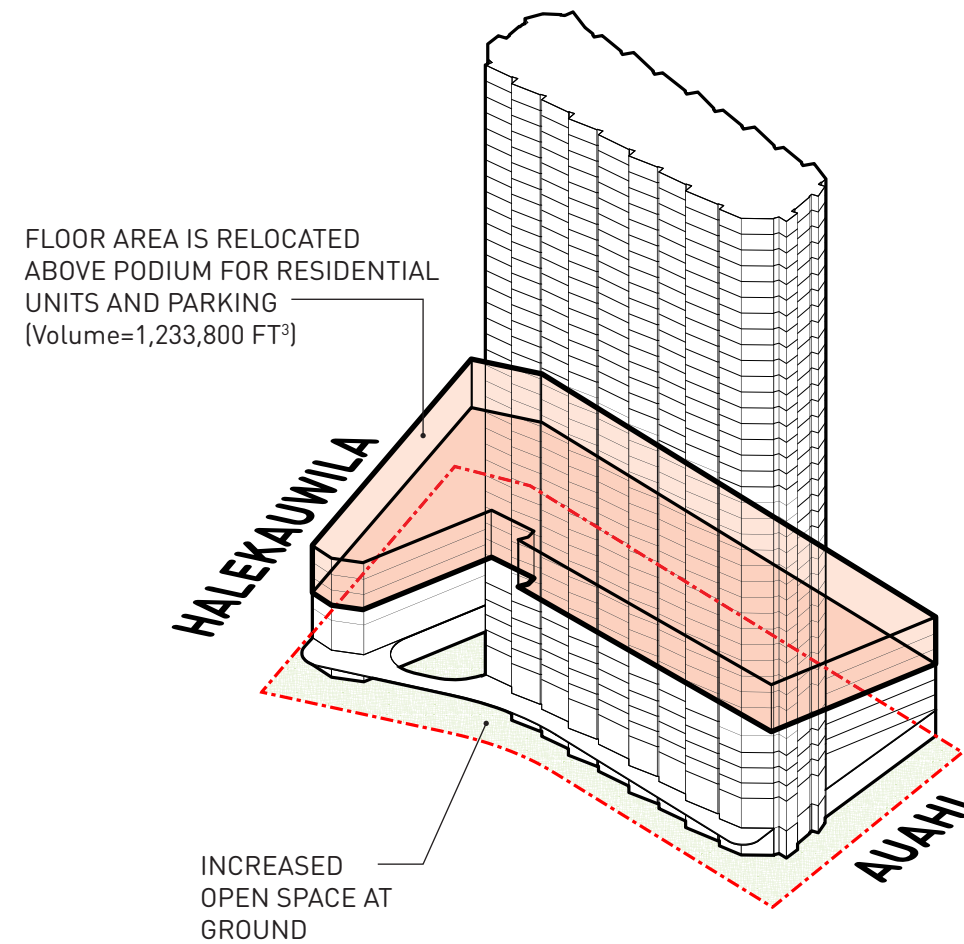 FLOOR AREA IS RELOCATED
ABOVE PODIUM FOR RESIDENTIAL
UNITS AND PARKING
(Volume=1,233,800 FT³)
HALEKAUWILA
AUAHI
INCREASED
OPEN SPACE AT
GROUND